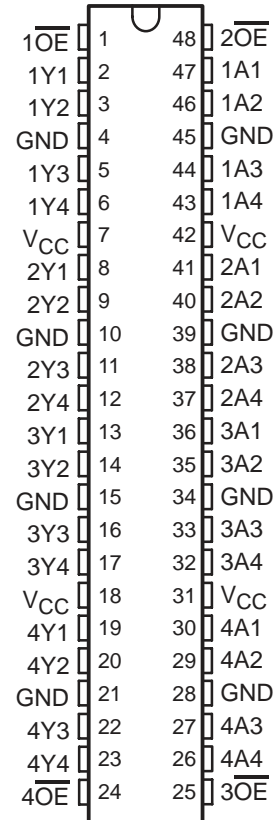 1O̅E̅ 1 48 2O̅E̅
1Y1 2 47 1A1
1Y2 3 46 1A2
GND 4 45 GND
1Y3 5 44 1A3
1Y4 6 43 1A4
VCC 7 42 VCC
2Y1 8 41 2A1
2Y2 9 40 2A2
GND 10 39 GND
2Y3 11 38 2A3
2Y4 12 37 2A4
3Y1 13 36 3A1
3Y2 14 35 3A2
GND 15 34 GND
3Y3 16 33 3A3
3Y4 17 32 3A4
VCC 18 31 VCC
4Y1 19 30 4A1
4Y2 20 29 4A2
GND 21 28 GND
4Y3 22 27 4A3
4Y4 23 26 4A4
4O̅E̅ 24 25 3O̅E̅